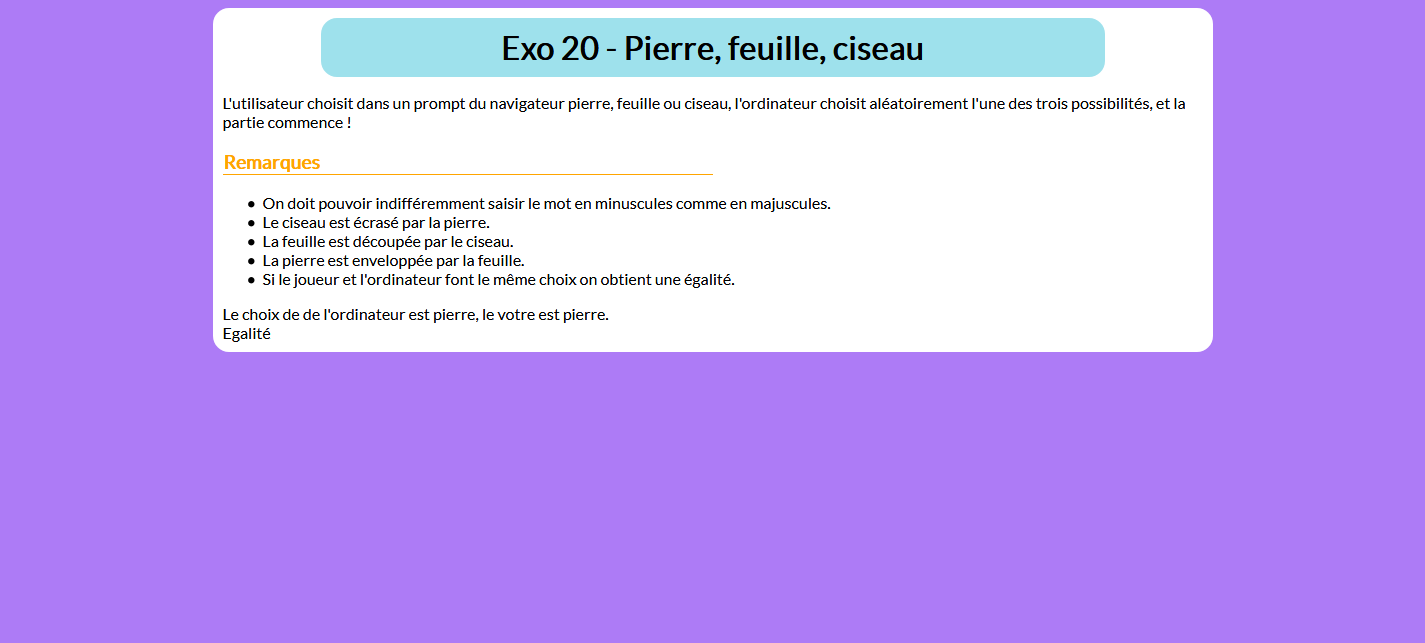 Exo 20 - Pierre, feuille, ciseau
L'utilisateur choisit dans un prompt du navigateur pierre, feuille ou ciseau, l'ordinateur choisit aléatoirement l'une des trois possibilités, et la
partie commence !
Remarques
• On doit pouvoir indifféremment saisir le mot en minuscules comme en majuscules.
• Le ciseau est écrasé par la pierre.
• La feuille est découpée par le ciseau.
• La pierre est enveloppée par la feuille.
• Si le joueur et l'ordinateur font le même choix on obtient une égalité.
Le choix de de l'ordinateur est pierre, le votre est pierre.
Egalité